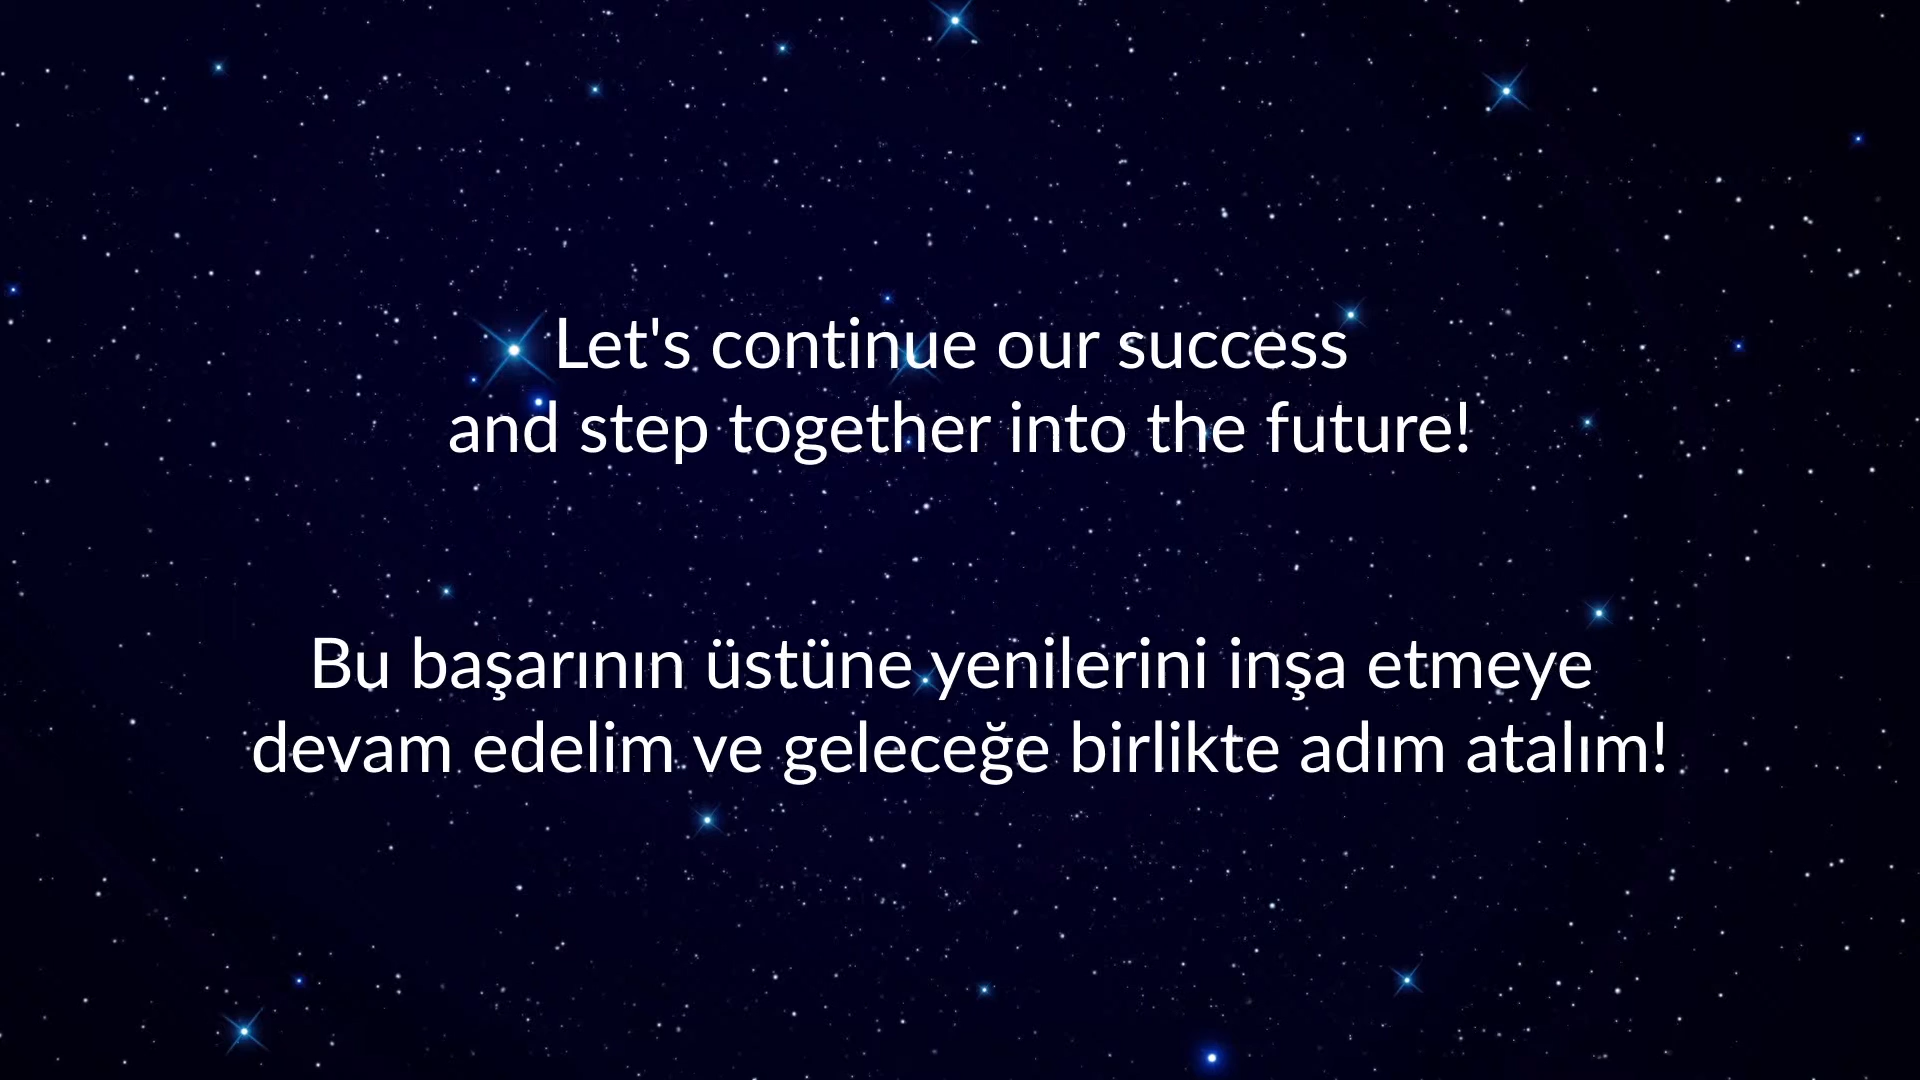 Let's continue our success
and step together into the future!
Bu başarının üstüne yenilerini inşa etmeye
devam edelim ve geleceğe birlikte adım atalım!